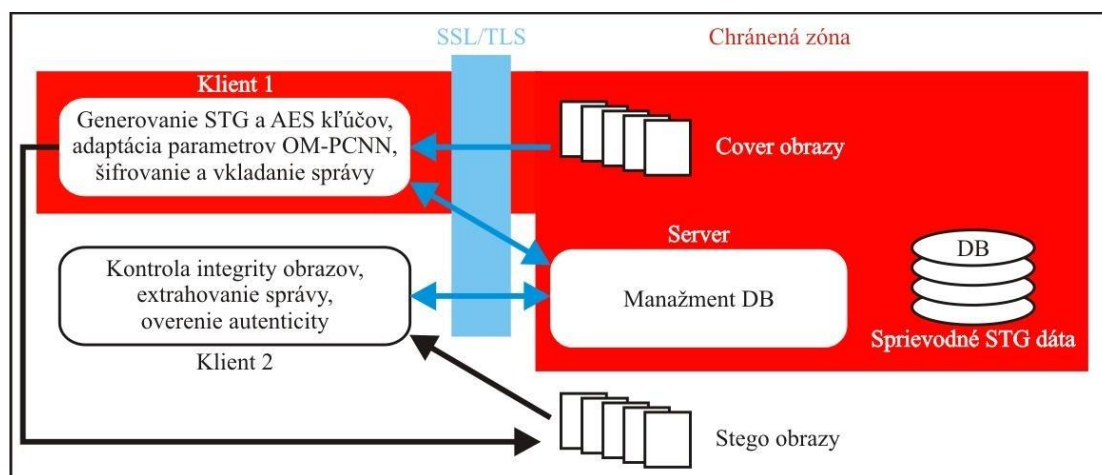 SSL/TLS
Chránená zóna
Klient 1
Generovanie STG a AES kľúčov,
adaptácia parametrov OM-PCNN,
šifrovanie a vkladanie správy
Cover obrazy
Server
Manažment DB
DB
Sprievodné STG dáta
Kontrola integrity obrazov,
extrahovanie správy,
overenie autenticity
Klient 2
Stego obrazy